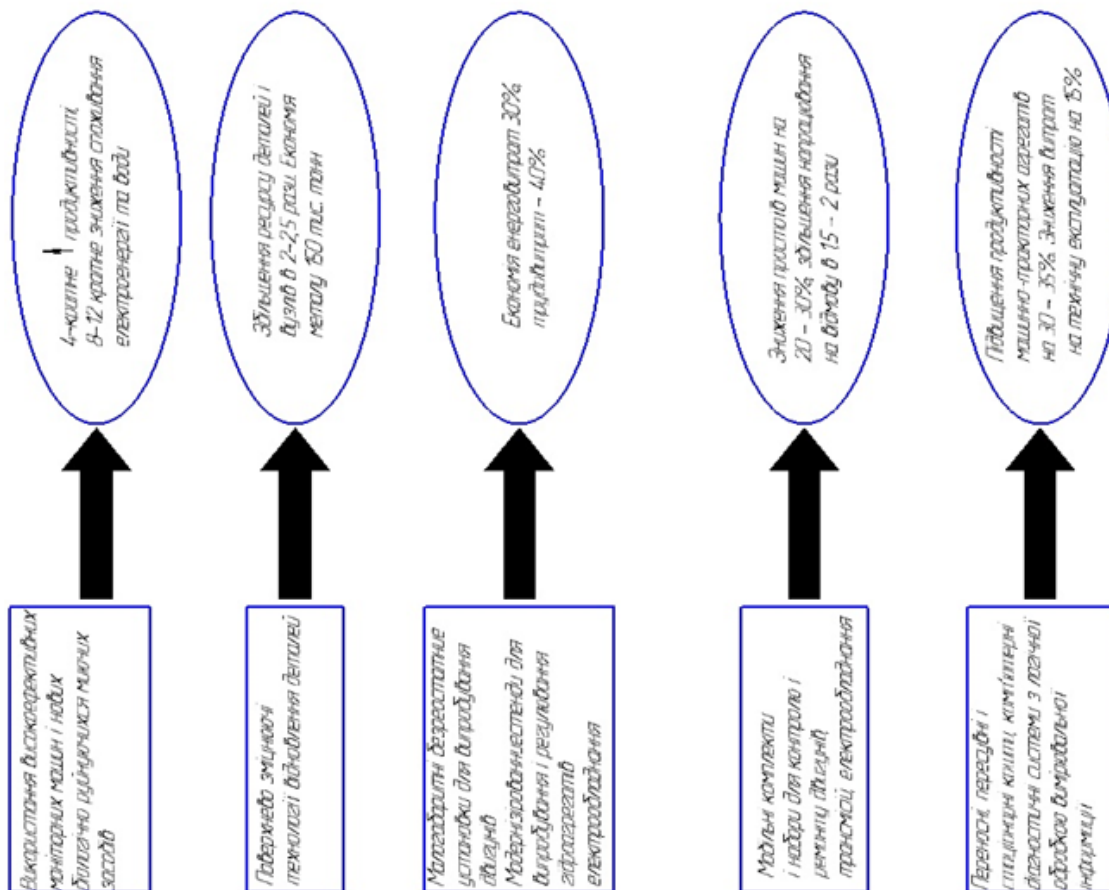 Використання високоефективних
моніторних машин і нових
біологічно руйнуючихся миючих
засобів
4-кратне продуктивності,
8-12 кратне зниження споживання
електроенергії та води
Поверхнево зміцнюючі
технології відновлення деталей
Збільшення ресурсу деталей і
вузлів в 2-2,5 рази. Економія
металу 150 тис. тонн
Малогабаритні безреостатние
установки для випробування
двигунів
Модернізированниестенди для
випробування і регулювання
гідроагрегатів
електрообладнання
Економія енерговитрат 30%,
трудовитрат - 40%
Модульні комплекти
і набори для контролю і
ремонту двигунів,
трансмісій, електрообладнання
Зниження простоїв машин на
20 - 30%, збільшення напрацювання
на відмову в 1,5 - 2 рази
Переносні, пересувні і
стаціонарні кошти, комп'ютерні
діагностичні системи з логічної
обробкою вимірювальної
інформації
Підвищення продуктивності
машинно-тракторних агрегатів
на 30 - 35%. Зниження витрат
на технічну експлуатацію на 15%